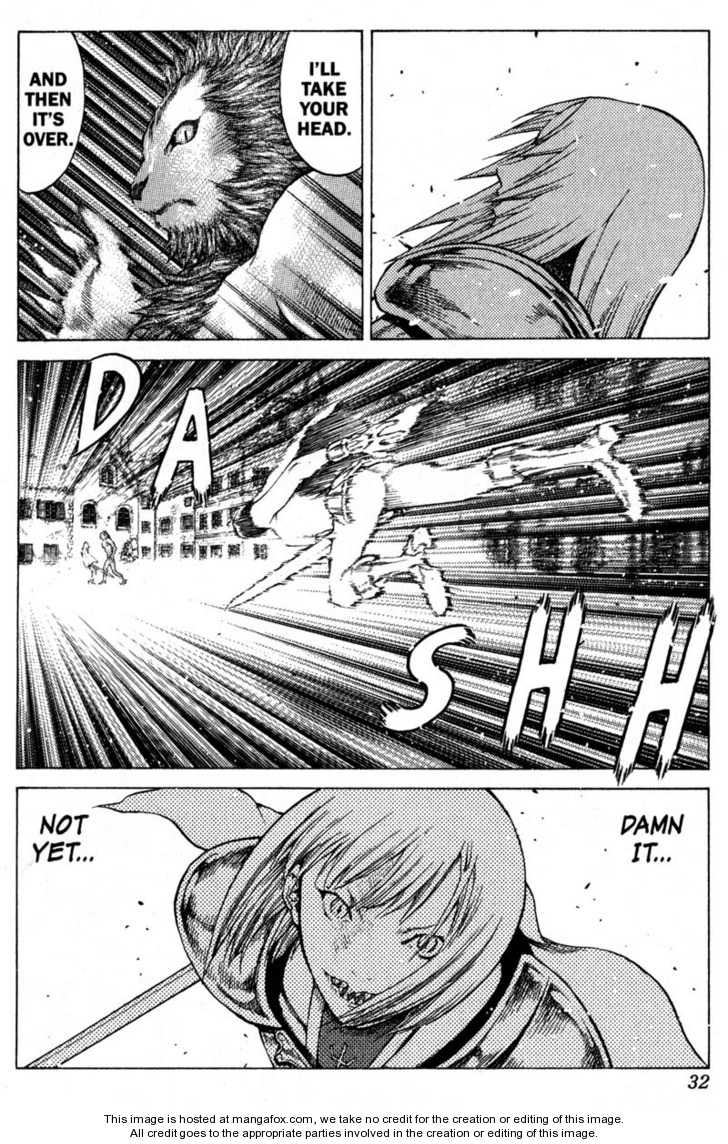 I'LL
TAKE
YOUR
HEAD.
AND
THEN
IT'S
OVER.
DA
SHH
DAMN
IT...
NOT
YET...
32
This image is hosted at mangafox.com, we take no credit for the creation or editing of this image.
All credit goes to the appropriate parties involved in the creation or editing of this image.